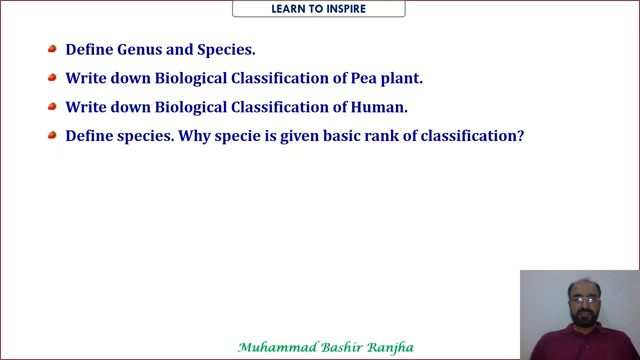 LEARN TO INSPIRE
Define Genus and Species.
Write down Biological Classification of Pea plant.
Write down Biological Classification of Human.
Define species. Why specie is given basic rank of classification?
Muhammad Bashir Ranjha